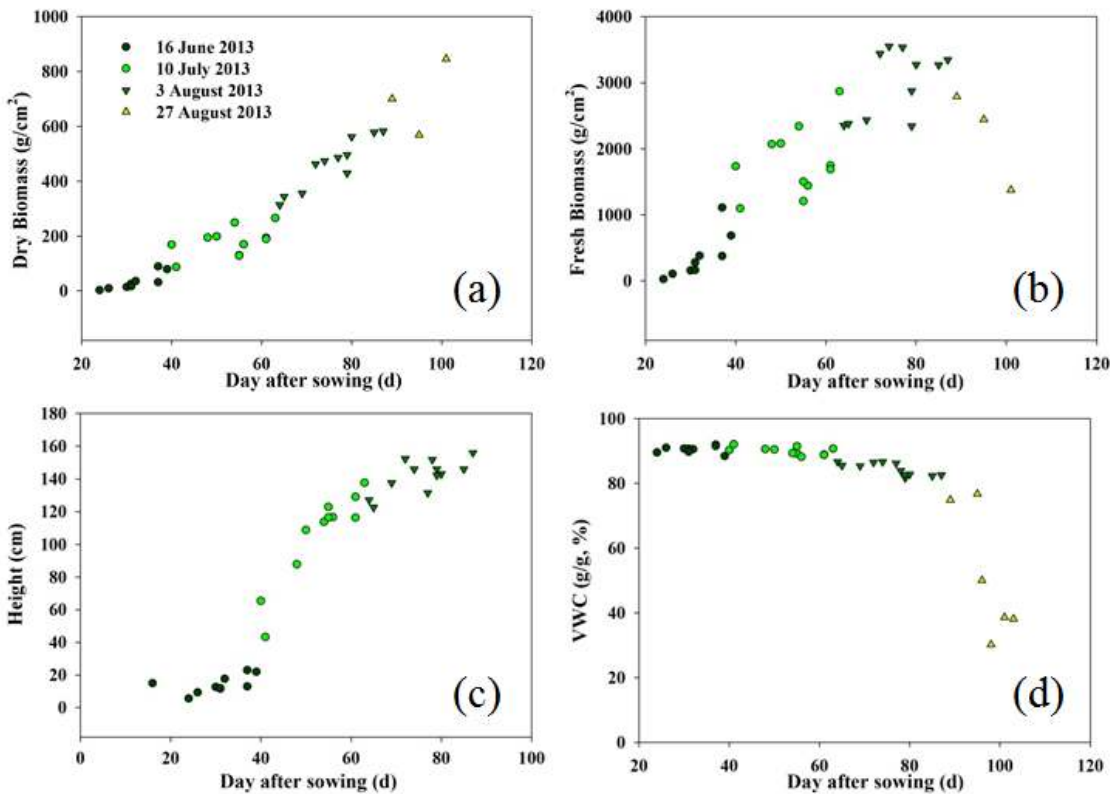 1000
800
600
400
200
0
Dry Biomass (g/cm²)
16 June 2013
10 July 2013
3 August 2013
27 August 2013
(a)
20 40 60 80 100 120
Day after sowing (d)
4000
3000
2000
1000
0
Fresh Biomass (g/cm²)
(b)
20 40 60 80 100 120
Day after sowing (d)
180
160
140
120
100
80
60
40
20
0
Height (cm)
(c)
0 20 40 60 80 100
Day after sowing (d)
100
80
60
40
20
0
VWC (g/g, %)
(d)
20 40 60 80 100 120
Day after sowing (d)